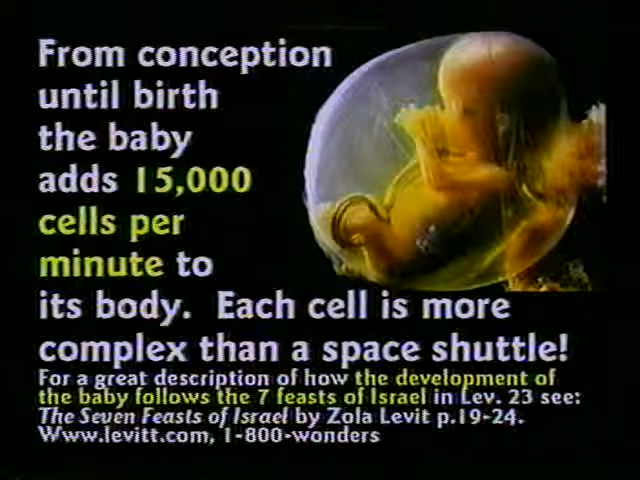 From conception
until birth
the baby
adds 15,000
cells per
minute to
its body. Each cell is more
complex than a space shuttle!
For a great description of how the development of
the baby follows the 7 feasts of Israel in Lev. 23 see:
The Seven Feasts of Israel by Zola Levit p.19-24.
Www.levitt.com, 1-800-wonders